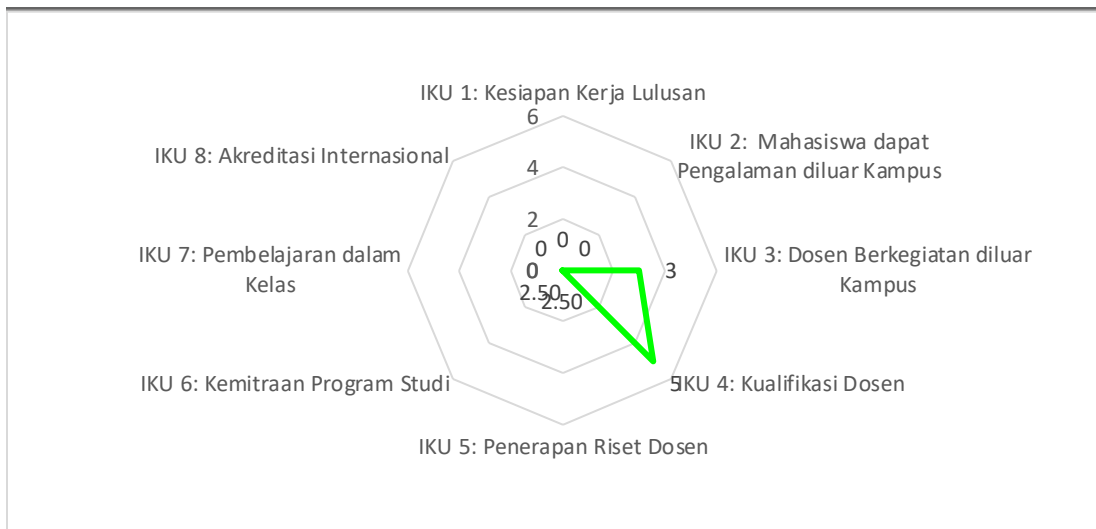 IKU 1: Kesiapan Kerja Lulusan
6
IKU 8: Akreditasi Internasional
IKU 2: Mahasiswa dapat
Pengalaman diluar Kampus
4
2
0
0 0
IKU 7: Pembelajaran dalam
Kelas
0
0
3
IKU 3: Dosen Berkegiatan diluar
Kampus
2.50
2.50
IKU 6: Kemitraan Program Studi
5
IKU 4: Kualifikasi Dosen
IKU 5: Penerapan Riset Dosen